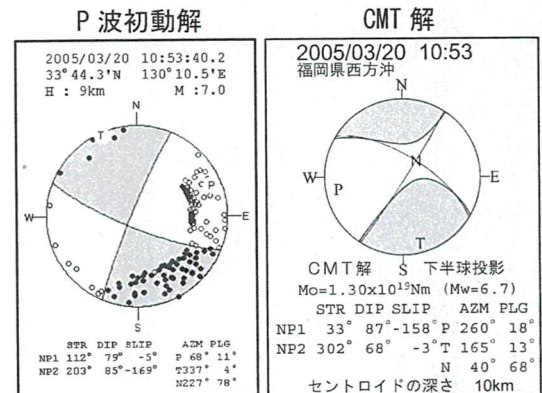 P 波初動解
2005/03/20 10:53:40.2
33°44.3'N 130°10.5'E
H : 9km M :7.0
N
T
P
W
E
S
STR DIP SLIP AZM PLG
NP1 112° 79° -5° P 68° 11°
NP2 203° 85° -169° T337° 4°
N227° 78°
CMT 解
2005/03/20 10:53
福岡県西方沖
N
N
W
E
P
T
CMT解 S 下半球投影
Mo=1.30x10¹⁵Nm (Mw=6.7)
STR DIP SLIP AZM PLG
NP1 33° 87° -158° P 260° 18°
NP2 302° 68° -3° T 165° 13°
N 40° 68°
セントロイドの深さ 10km